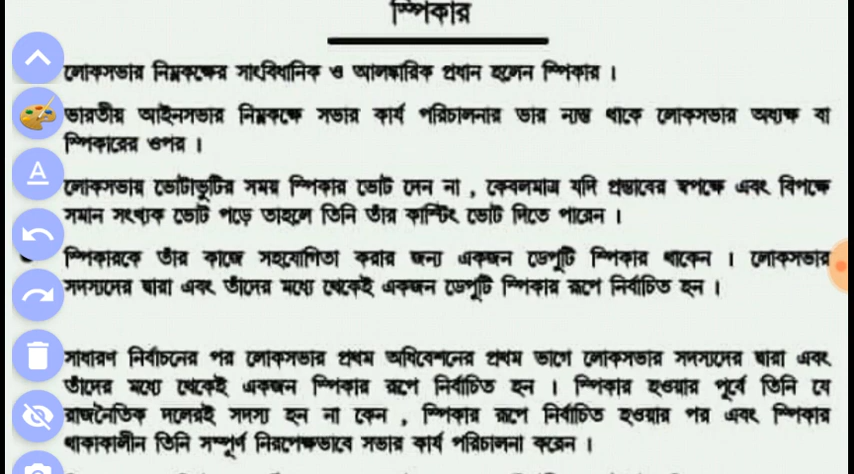 স্পিকার
লোকসভার নিম্নকক্ষের সাংবিধানিক ও আলঙ্কারিক প্রধান হলেন স্পিকার ।
ভারতীয় আইনসভার নিম্নকক্ষে সভার কার্য পরিচালনার ভার ন্যস্ত থাকে লোকসভার অধ্যক্ষ বা
স্পিকারের ওপর ।
লোকসভায় ভোটাভুটির সময় স্পিকার ভোট দেন না , কেবলমাত্র যদি প্রস্তাবের স্বপক্ষে এবং বিপক্ষে
সমান সংখ্যক ভোট পড়ে তাহলে তিনি তাঁর কাস্টিং ভোট দিতে পারেন ।
স্পিকারকে তাঁর কাজে সহযোগিতা করার জন্য একজন ডেপুটি স্পিকার থাকেন । লোকসভার
সদস্যদের দ্বারা এবং তাঁদের মধ্যে থেকেই একজন ডেপুটি স্পিকার রূপে নির্বাচিত হন ।
সাধারণ নির্বাচনের পর লোকসভার প্রথম অধিবেশনের প্রথম ভাগে লোকসভার সদস্যদের দ্বারা এবং
তাঁদের মধ্যে থেকেই একজন স্পিকার রূপে নির্বাচিত হন । স্পিকার হওয়ার পূর্বে তিনি যে
রাজনৈতিক দলেরই সদস্য হন না কেন , স্পিকার রূপে নির্বাচিত হওয়ার পর এবং স্পিকার
থাকাকালীন তিনি সম্পূর্ণ নিরপেক্ষভাবে সভার কার্য পরিচালনা করেন ।